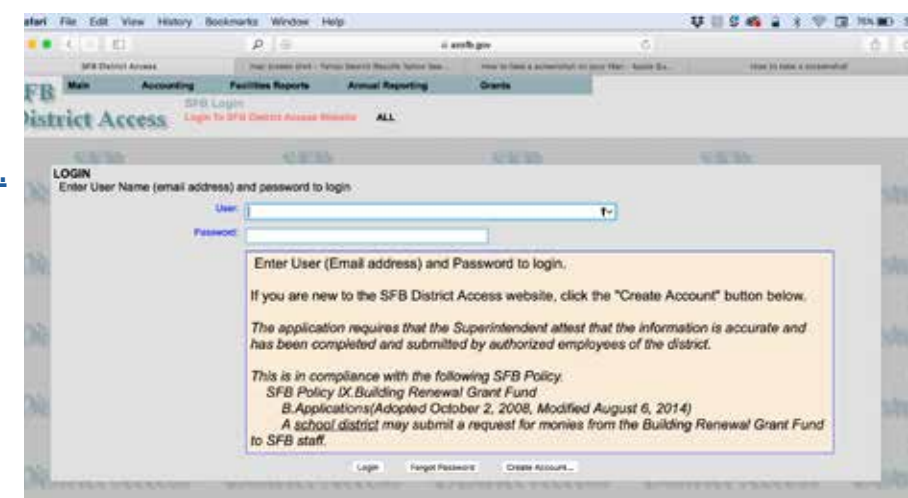 afari File Edit View History Bookmarks Window Help
azsfb.gov
SFB District Access
SFB Main Accounting Facilities Reports Annual Reporting Grants
SFB Login
District Access Login To SFB District Access Website ALL
LOGIN
Enter User Name (email address) and password to login
User:
Password:
Enter User (Email address) and Password to login.
If you are new to the SFB District Access website, click the "Create Account" button below.
The application requires that the Superintendent attest that the information is accurate and
has been completed and submitted by authorized employees of the district.
This is in compliance with the following SFB Policy.
SFB Policy IX.Building Renewal Grant Fund
B.Applications(Adopted October 2, 2008, Modified August 6, 2014)
A school district may submit a request for monies from the Building Renewal Grant Fund
to SFB staff.
Login Forgot Password Create Account...